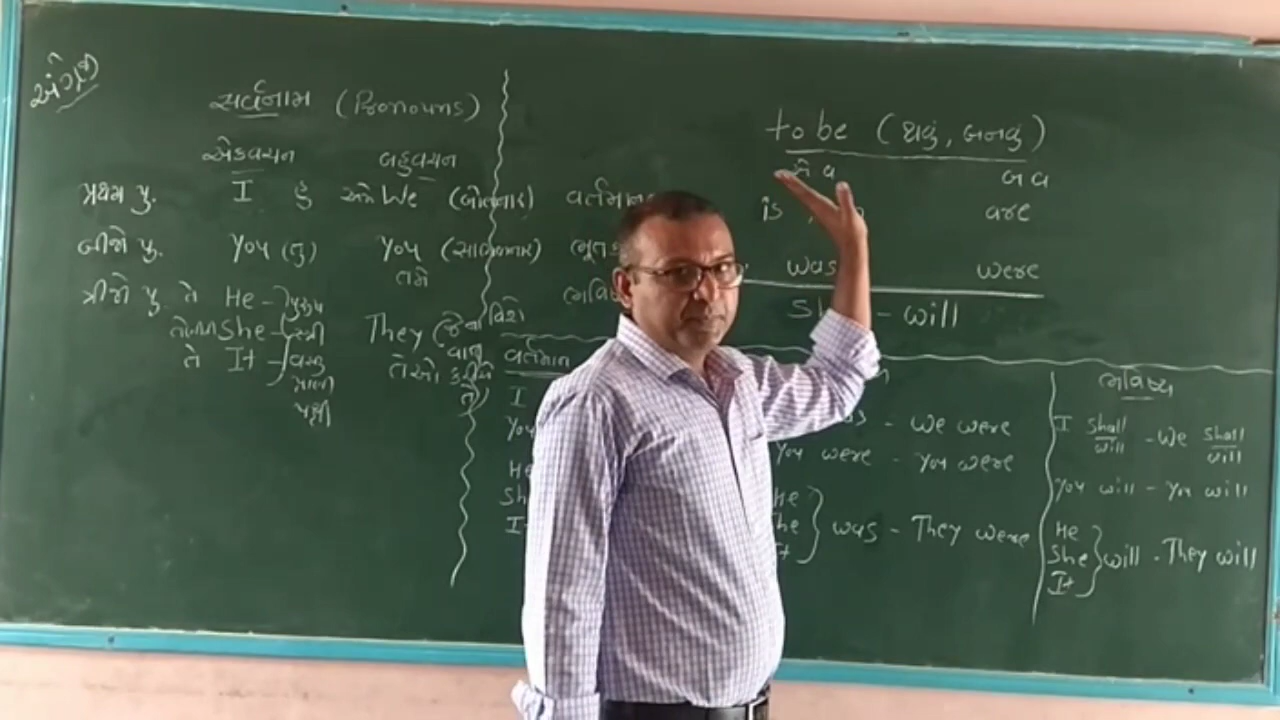 અંગ્રેજી
સર્વનામ (Pronouns)
એકવચન બહુવચન
પ્રથમ પુ. I હું અમે We (બોલનાર)
બીજો પુ. You (તું) You (સાંભળનાર)
તમે
ત્રીજો પુ. તે He - પુરુષ
She - સ્ત્રી They (જેના વિશે
તે It - વસ્તુ તેઓ વાત
પક્ષી
to be (થવું, બનવું)
એ વ બ વ
is are
was were
will
વર્તમાન
I
You
He
She
- We were
You were - You were
He
She
It
was - They were
ભવિષ્ય
I shall - We shall
will will
You will - You will
He
She } will - They will
It